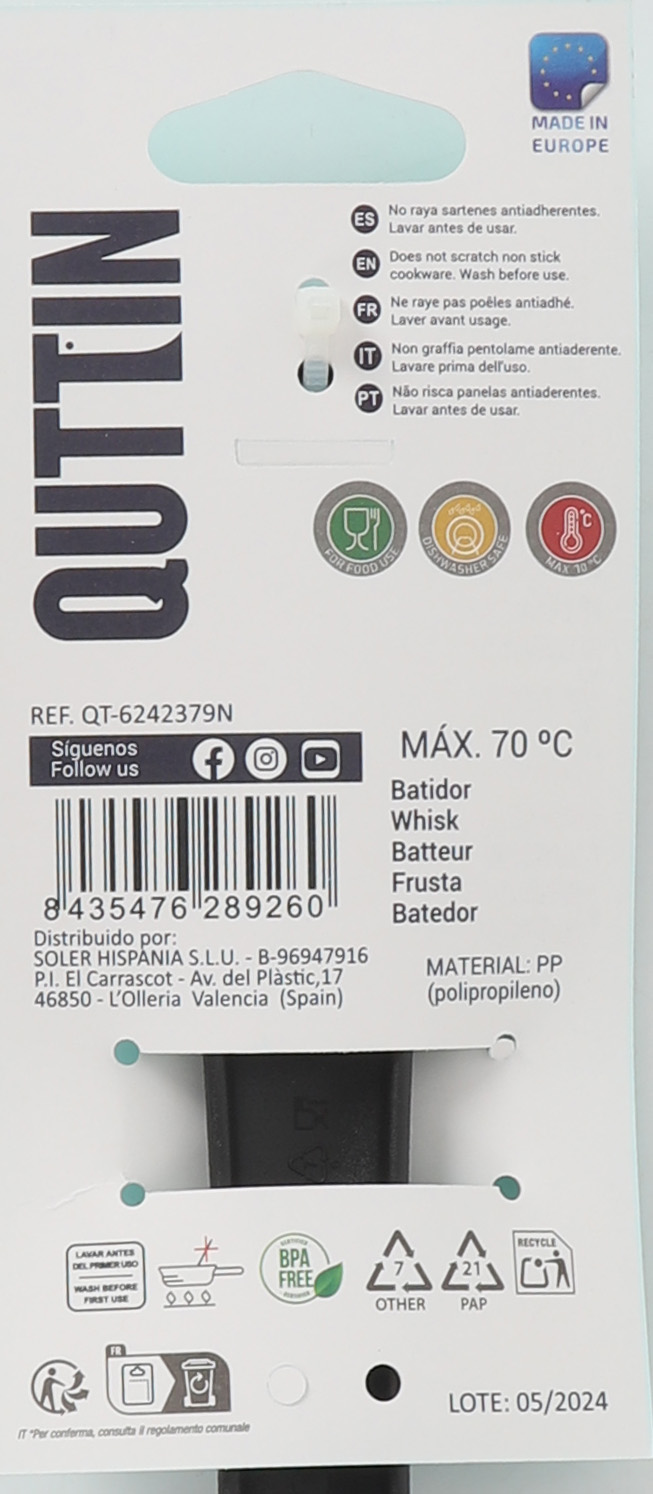 MADE IN
EUROPE
QUTTIN
ES No raya sartenes antiadherentes.
Lavar antes de usar.
EN Does not scratch non stick
cookware. Wash before use.
FR Ne raye pas poêles antiadhé.
Laver avant usage.
IT Non graffia pentolame antiaderente.
Lavare prima dell'uso.
PT Não risca panelas antiaderentes.
Lavar antes de usar.
FOR FOOD USE
DISHWASHER SAFE
°C
MAX 70°C
REF. QT-6242379N
Síguenos
Follow us
MÁX. 70 ºC
Batidor
Whisk
Batteur
Frusta
Batedor
8 435476 289260
Distribuido por:
SOLER HISPANIA S.L.U. - B-96947916
P.I. El Carrascot - Av. del Plàstic,17
46850 - L'Olleria Valencia (Spain)
MATERIAL: PP
(polipropileno)
LAVAR ANTES
DEL PRIMER USO
WASH BEFORE
FIRST USE
CERTIFIED
BPA
FREE
CERTIFIED
7
OTHER
21
PAP
RECYCLE
FR
LOTE: 05/2024
IT *Per conferma, consulta il regolamento comunale